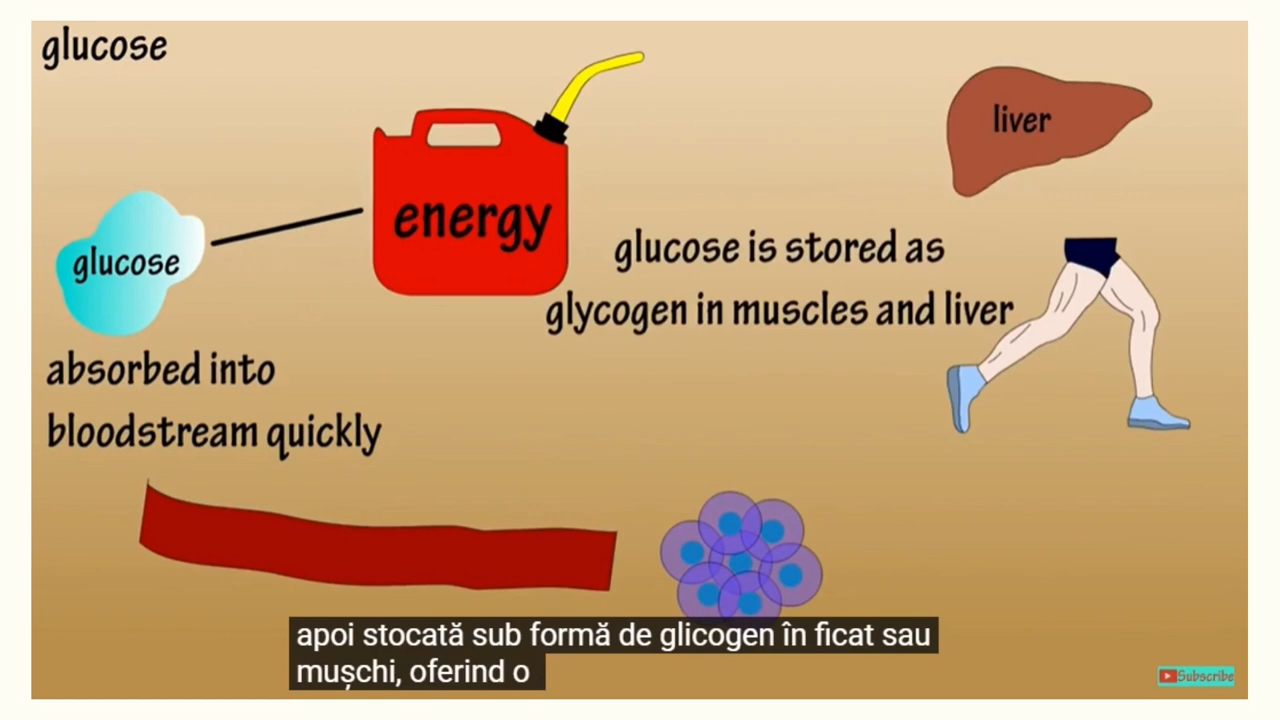 glucose
energy
glucose
liver
glucose is stored as
glycogen in muscles and liver
absorbed into
bloodstream quickly
apoi stocată sub formă de glicogen în ficat sau
mușchi, oferind o
Subscribe